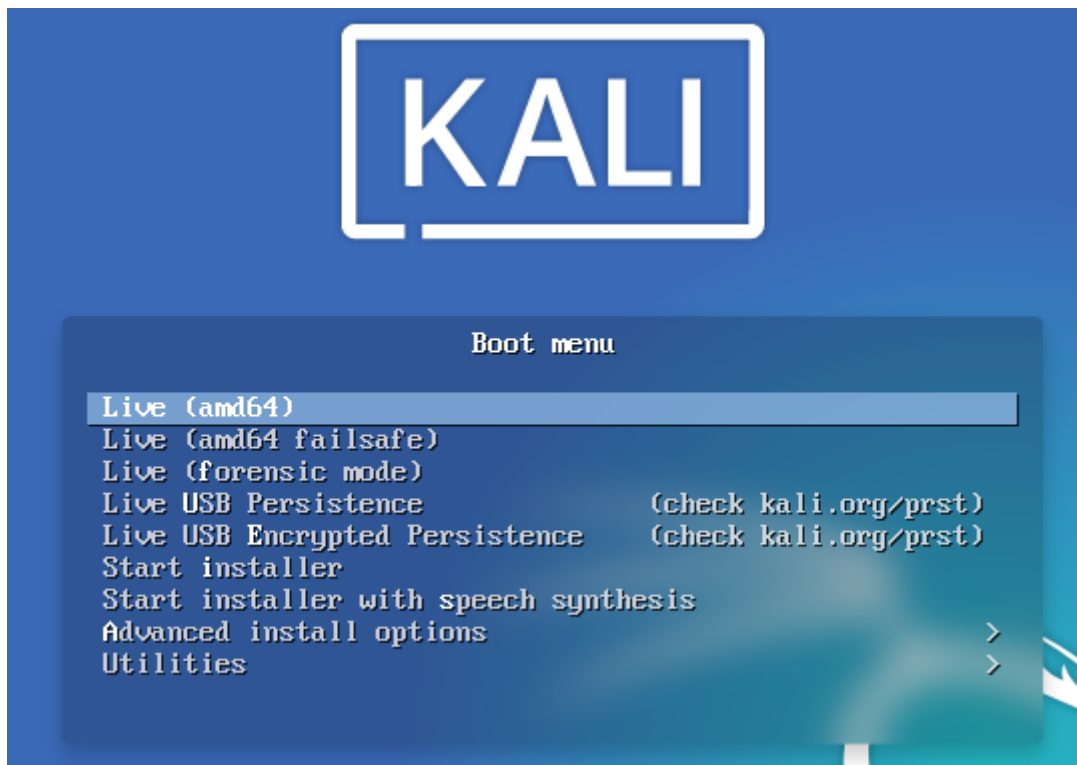 KALI
Boot menu
Live (amd64)
Live (amd64 failsafe)
Live (forensic mode)
Live USB Persistence (check kali.org/prst)
Live USB Encrypted Persistence (check kali.org/prst)
Start installer
Start installer with speech synthesis
Advanced install options >
Utilities >